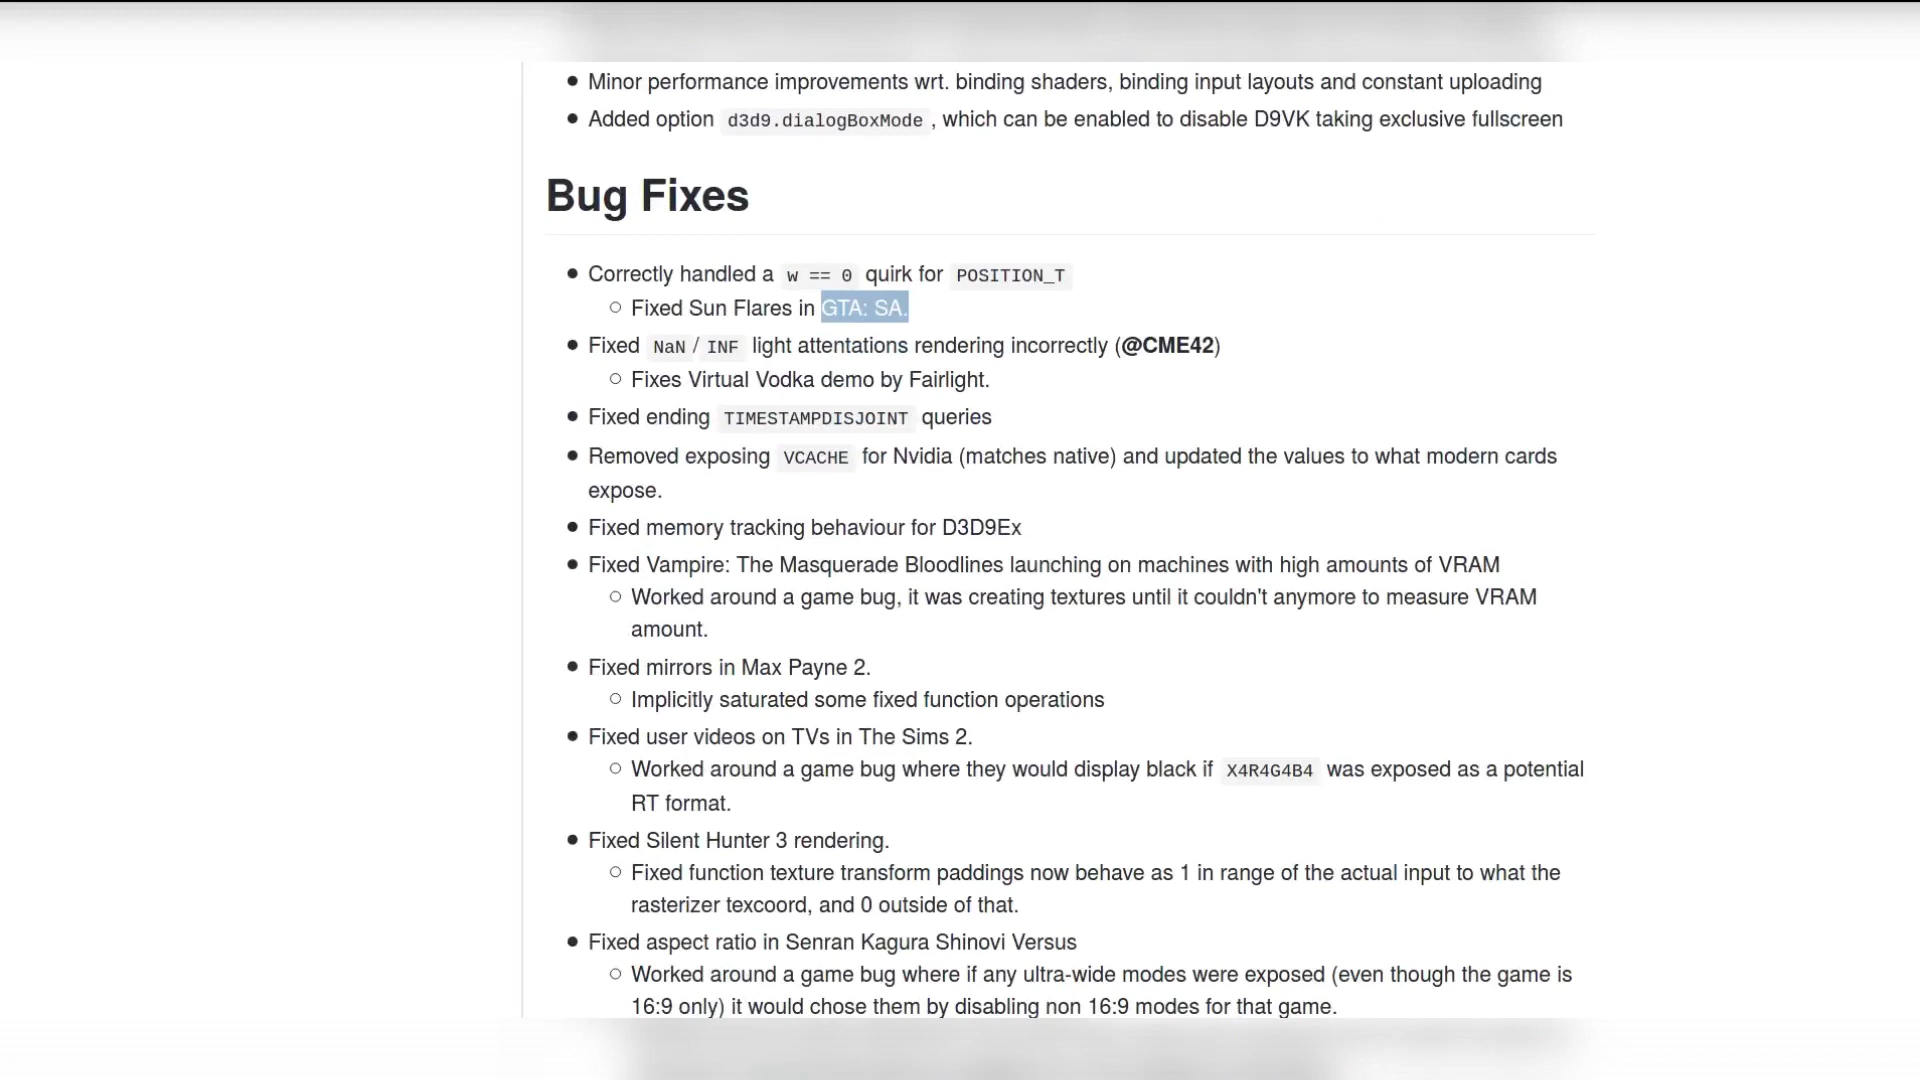 Minor performance improvements wrt. binding shaders, binding input layouts and constant uploading
Added option d3d9.dialogBoxMode , which can be enabled to disable D9VK taking exclusive fullscreen
Bug Fixes
Correctly handled a w == 0 quirk for POSITION_T
Fixed Sun Flares in GTA: SA.
Fixed NaN / INF light attentations rendering incorrectly (@CME42)
Fixes Virtual Vodka demo by Fairlight.
Fixed ending TIMESTAMPDISJOINT queries
Removed exposing VCACHE for Nvidia (matches native) and updated the values to what modern cards
expose.
Fixed memory tracking behaviour for D3D9Ex
Fixed Vampire: The Masquerade Bloodlines launching on machines with high amounts of VRAM
Worked around a game bug, it was creating textures until it couldn't anymore to measure VRAM
amount.
Fixed mirrors in Max Payne 2.
Implicitly saturated some fixed function operations
Fixed user videos on TVs in The Sims 2.
Worked around a game bug where they would display black if X4R4G4B4 was exposed as a potential
RT format.
Fixed Silent Hunter 3 rendering.
Fixed function texture transform paddings now behave as 1 in range of the actual input to what the
rasterizer texcoord, and 0 outside of that.
Fixed aspect ratio in Senran Kagura Shinovi Versus
Worked around a game bug where if any ultra-wide modes were exposed (even though the game is
16:9 only) it would chose them by disabling non 16:9 modes for that game.